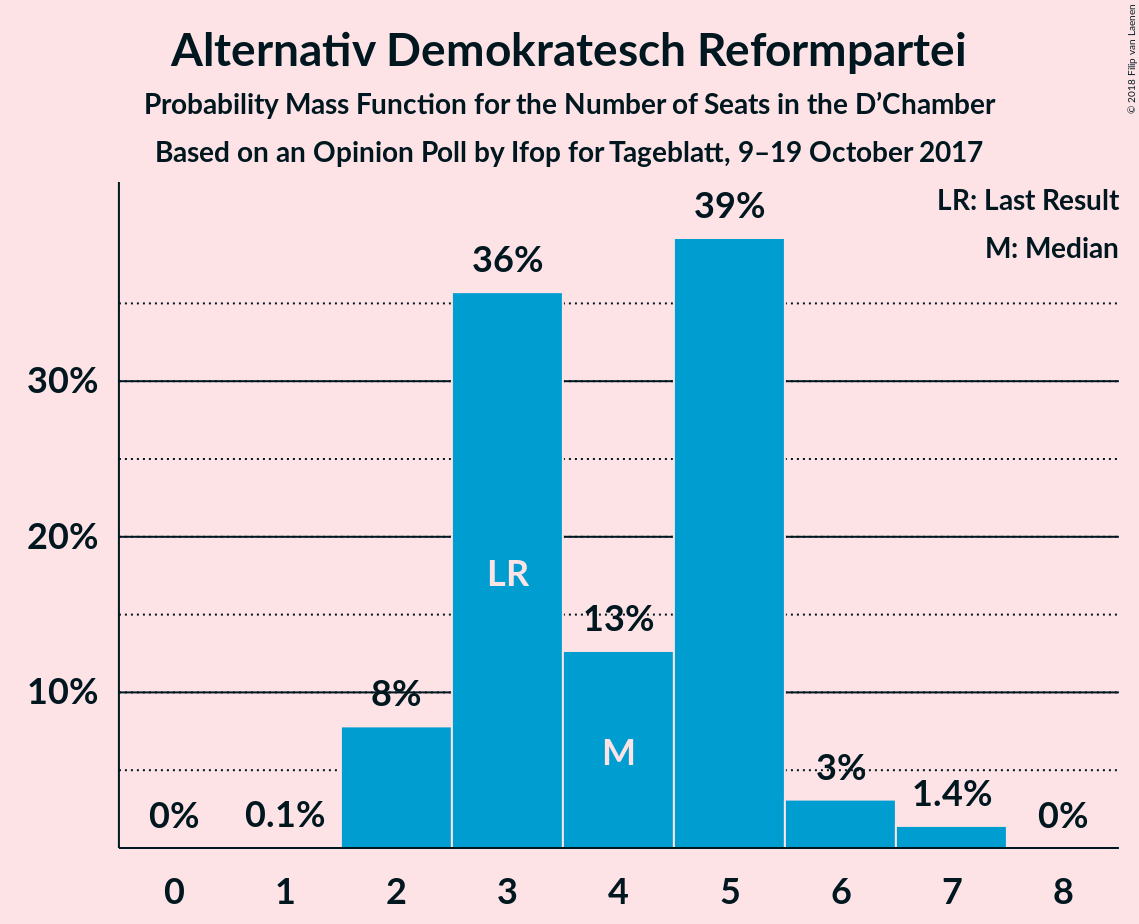 Alternativ Demokratesch Reformpartei
Probability Mass Function for the Number of Seats in the D’Chamber
Based on an Opinion Poll by Ifop for Tageblatt, 9–19 October 2017
© 2018 Filip van Laenen
LR: Last Result
M: Median
39%
36%
30%
20%
LR
13%
10%
8%
M
3%
1.4%
0%
0.1%
0%
0 1 2 3 4 5 6 7 8